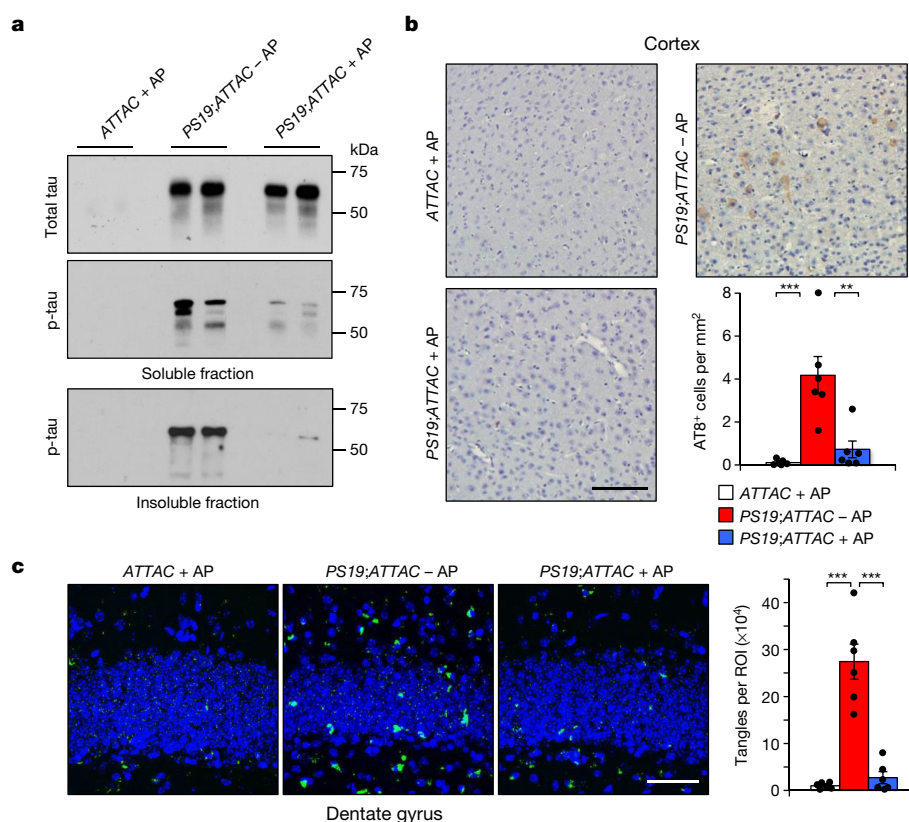 a
ATTAC + AP
PS19;ATTAC – AP
PS19;ATTAC + AP
kDa
Total tau
75
50
p-tau
75
50
Soluble fraction
p-tau
75
50
Insoluble fraction
b
Cortex
ATTAC + AP
PS19;ATTAC – AP
PS19;ATTAC + AP
AT8+ cells per mm2
8
6
4
2
0
***
**
ATTAC + AP
PS19;ATTAC – AP
PS19;ATTAC + AP
c
ATTAC + AP
PS19;ATTAC – AP
PS19;ATTAC + AP
Dentate gyrus
Tangles per ROI (×10⁴)
40
30
20
10
0
***
***